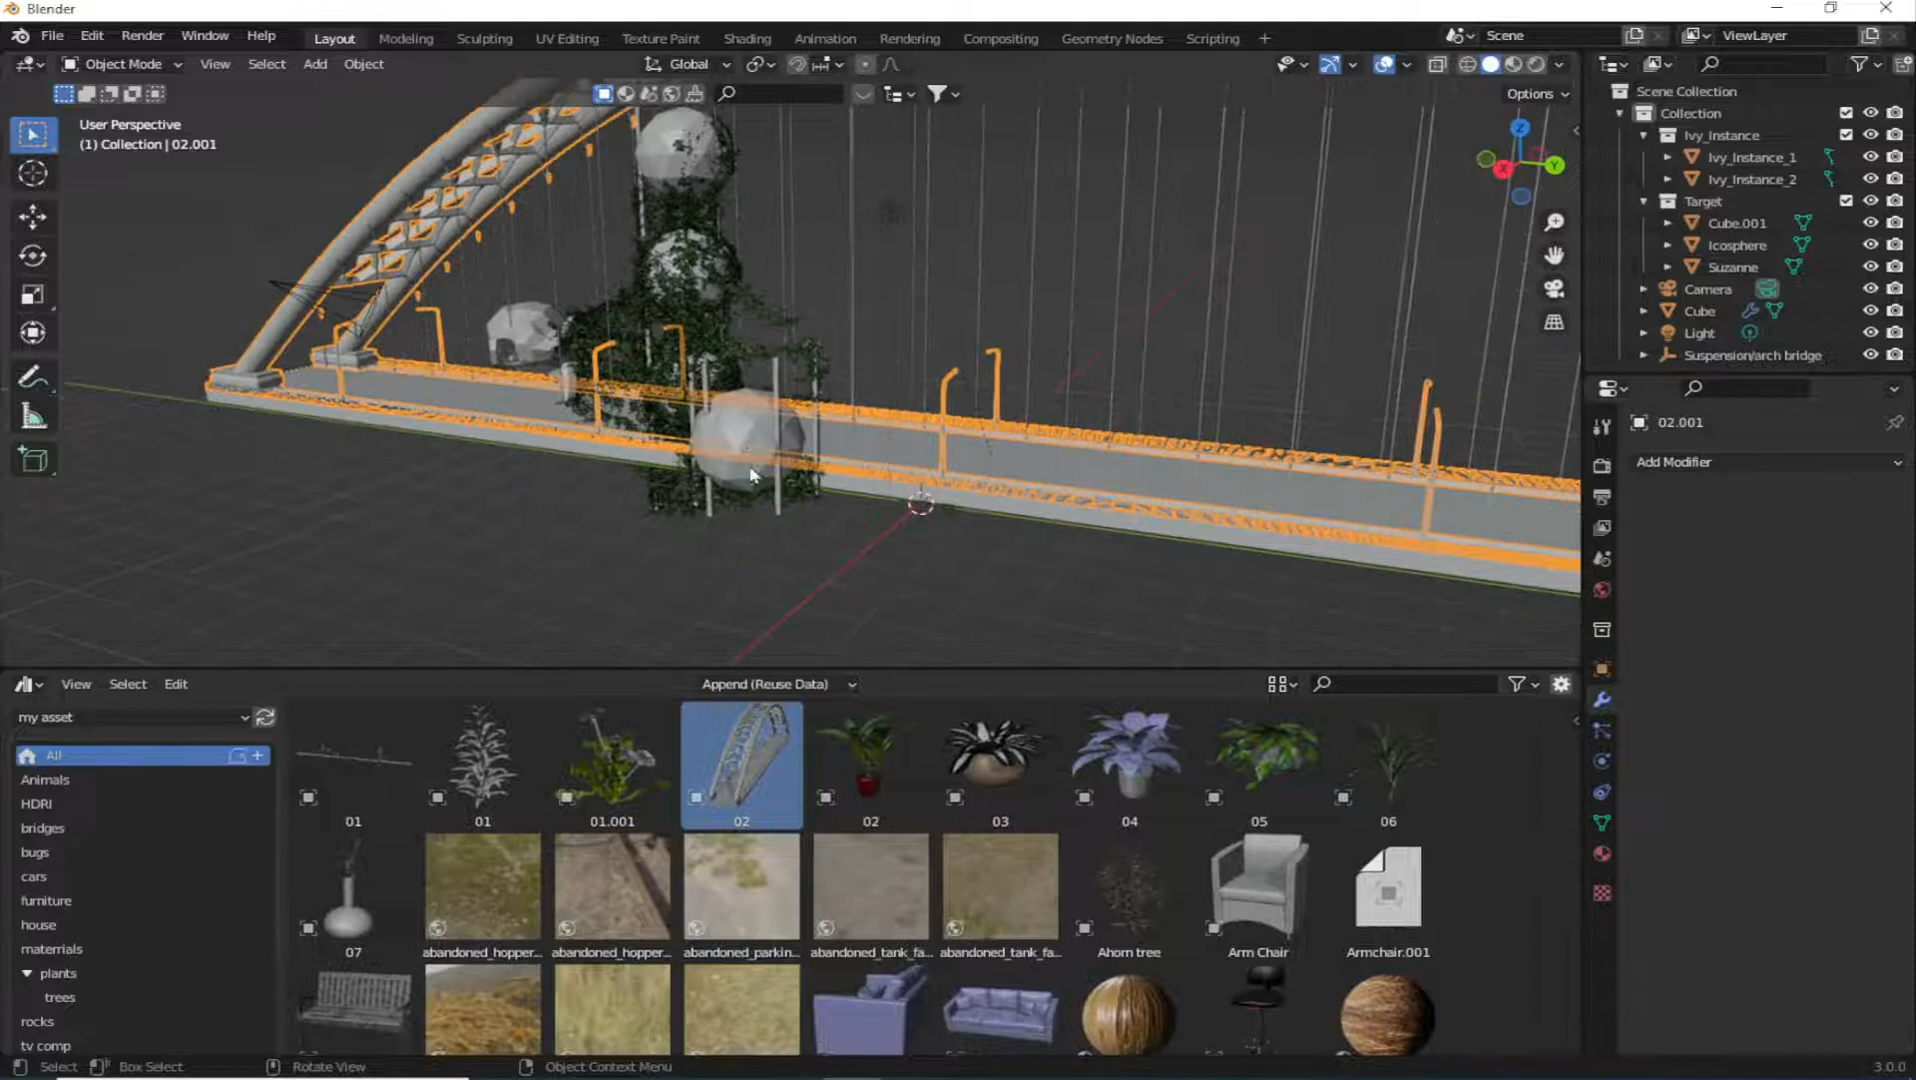 Blender
File Edit Render Window Help Layout Modeling Sculpting UV Editing Texture Paint Shading Animation Rendering Compositing Geometry Nodes Scripting + Scene ViewLayer
Object Mode View Select Add Object Global
Options
User Perspective
(1) Collection | 02.001
Z
X
Y
Scene Collection
Collection
Ivy_Instance
Ivy_Instance_1
Ivy_Instance_2
Target
Cube.001
Icosphere
Suzanne
Camera
Cube
Light
Suspension/arch bridge
02.001
Add Modifier
View Select Edit Append (Reuse Data)
my asset
All
Animals
HDRI
bridges
bugs
cars
furniture
house
materrials
plants
trees
rocks
tv comp
01 01 01.001 02 02 03 04 05 06
07 abandoned_hopper... abandoned_hopper... abandoned_parkin... abandoned_tank_fa... abandoned_tank_fa... Ahorn tree Arm Chair Armchair.001
Select Box Select Rotate View Object Context Menu 3.0.0